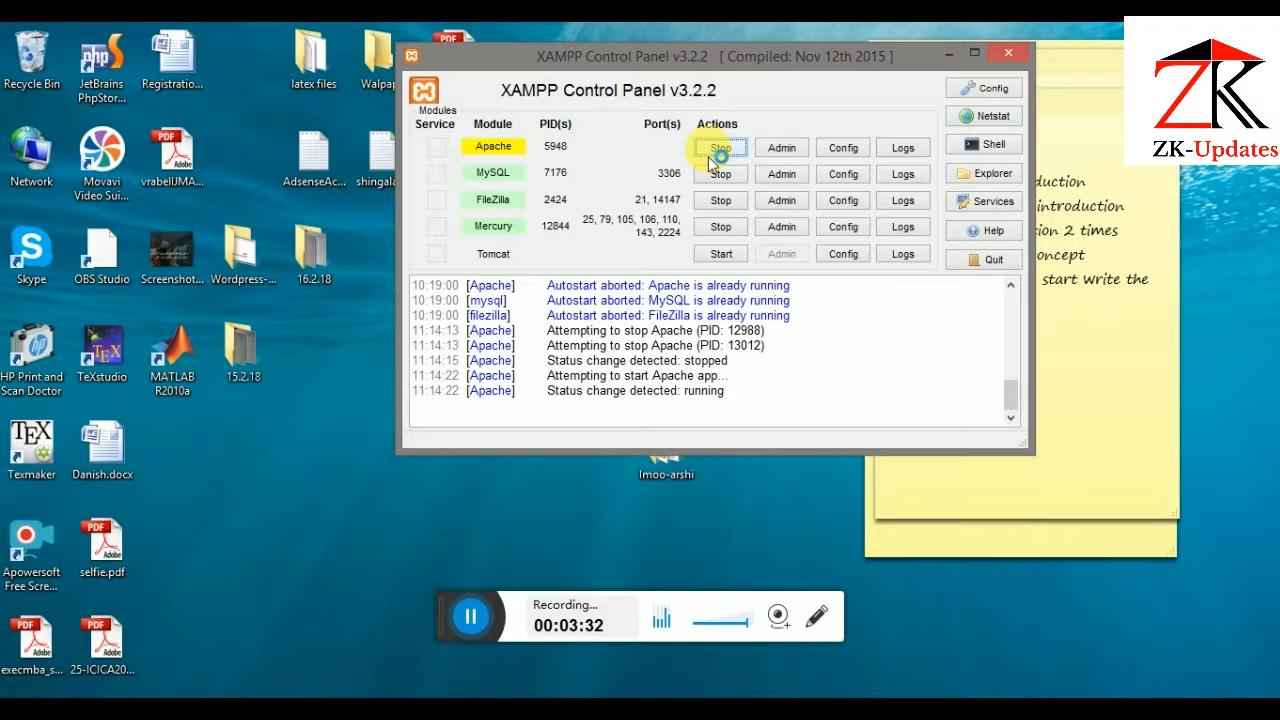 Recycle Bin
JetBrains
PhpStor...
Registratio...
latex files
Walpap
Network
Movavi
Video Sui...
vrabelIJMA...
AdsenseAc...
shingala
Skype
OBS Studio
Screenshot...
Wordpress-...
16.2.18
HP Print and
Scan Doctor
TeXstudio
MATLAB
R2010a
15.2.18
Texmaker
Danish.docx
Apowersoft
Free Scre...
selfie.pdf
execmba_s...
25-ICICA20...
lmoo-arshi
XAMPP Control Panel v3.2.2 [ Compiled: Nov 12th 2015 ]
XAMPP Control Panel v3.2.2
Modules
Service Module PID(s) Port(s) Actions
Apache 5948 Stop Admin Config Logs
MySQL 7176 3306 Stop Admin Config Logs
FileZilla 2424 21, 14147 Stop Admin Config Logs
Mercury 12844 25, 79, 105, 106, 110, 143, 2224 Stop Admin Config Logs
Tomcat Start Admin Config Logs
Config
Netstat
Shell
Explorer
Services
Help
Quit
10:19:00 [Apache] Autostart aborted: Apache is already running
10:19:00 [mysql] Autostart aborted: MySQL is already running
10:19:00 [filezilla] Autostart aborted: FileZilla is already running
11:14:13 [Apache] Attempting to stop Apache (PID: 12988)
11:14:13 [Apache] Attempting to stop Apache (PID: 13012)
11:14:15 [Apache] Status change detected: stopped
11:14:22 [Apache] Attempting to start Apache app...
11:14:22 [Apache] Status change detected: running
ZK
ZK-Updates
duction
introduction
ion 2 times
oncept
start Write the
Recording...
00:03:32